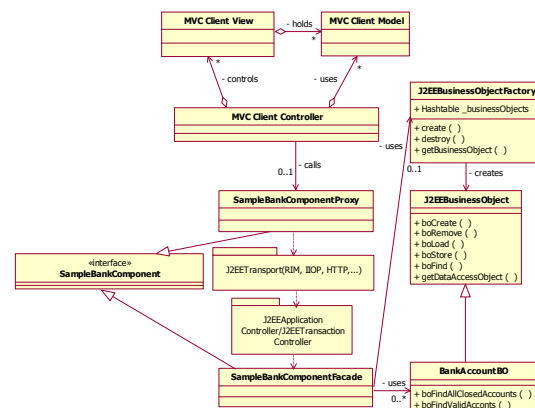 MVC Client View
- holds
*
MVC Client Model
*
- controls
*
- uses
MVC Client Controller
J2EEBusinessObjectFactory
+ Hashtable _businessObjects
+ create ( )
+ destroy ( )
+ getBusinessObject ( )
- uses
0..1
- calls
0..1
- creates
SampleBankComponentProxy
J2EEBusinessObject
+ boCreate ( )
+ boRemove ( )
+ boLoad ( )
+ boStore ( )
+ boFind ( )
+ getDataAccessObject ( )
«interface»
SampleBankComponent
J2EETransport(RIM, IIOP, HTTP,...)
J2EEApplication
Controller/J2EETransaction
Controller
SampleBankComponentFacade
- uses
0..*
BankAccountBO
+ boFindAllClosedAccounts ( )
+ boFindValidAcconts ( )